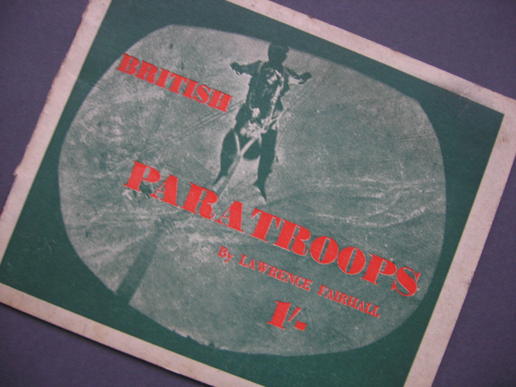 BRITISH
PARATROOPS
By LAWRENCE FAIRHALL
1/-